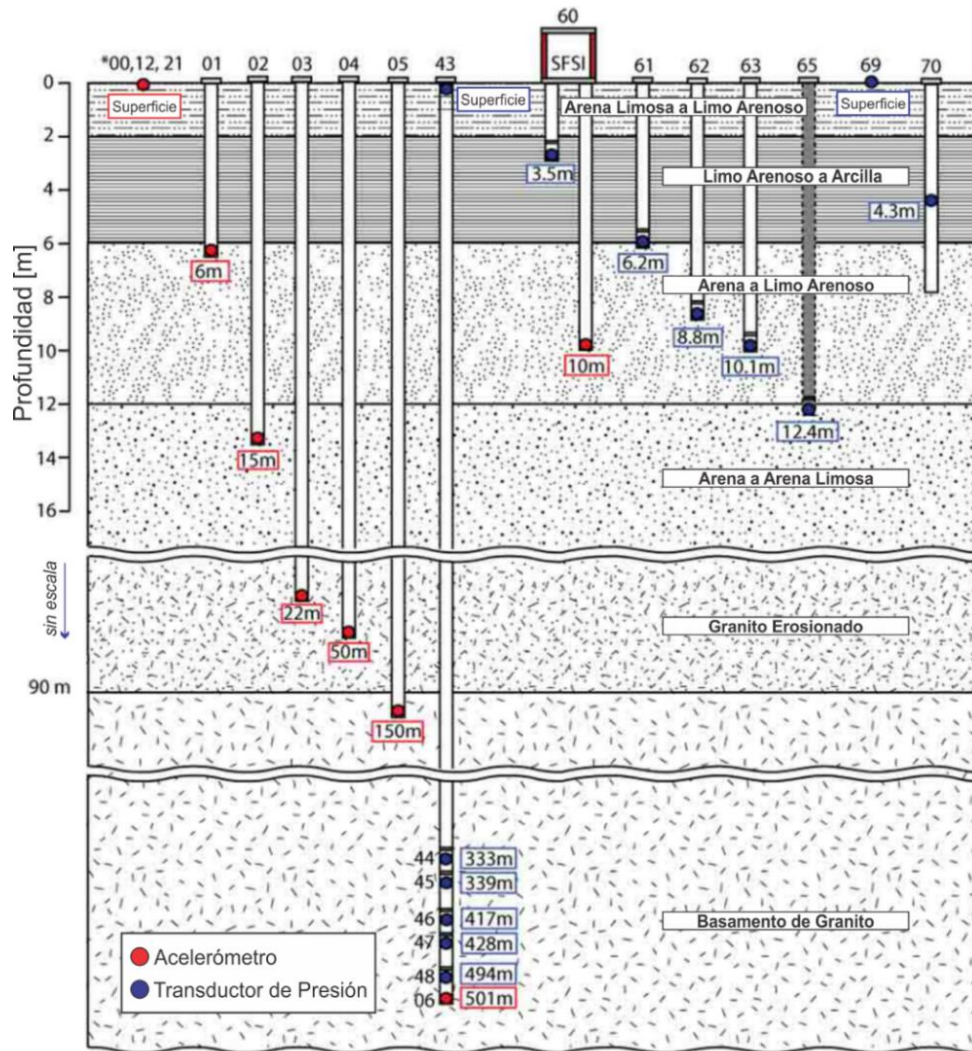 60
*00,12, 21 01 02 03 04 05 43 SFSI 61 62 63 65 69 70
0
Superficie
Superficie
Arena Limosa a Limo Arenoso
Superficie
2
3.5m
Limo Arenoso a Arcilla
4
4.3m
6
6m
6.2m
Arena a Limo Arenoso
8
8.8m
10
10m
10.1m
12
12.4m
14
15m
Arena a Arena Limosa
16
Profundidad [m]
sin escala
22m
50m
Granito Erosionado
90 m
150m
44 333m
45 339m
46 417m
47 428m
48 494m
06 501m
Basamento de Granito
Acelerómetro
Transductor de Presión